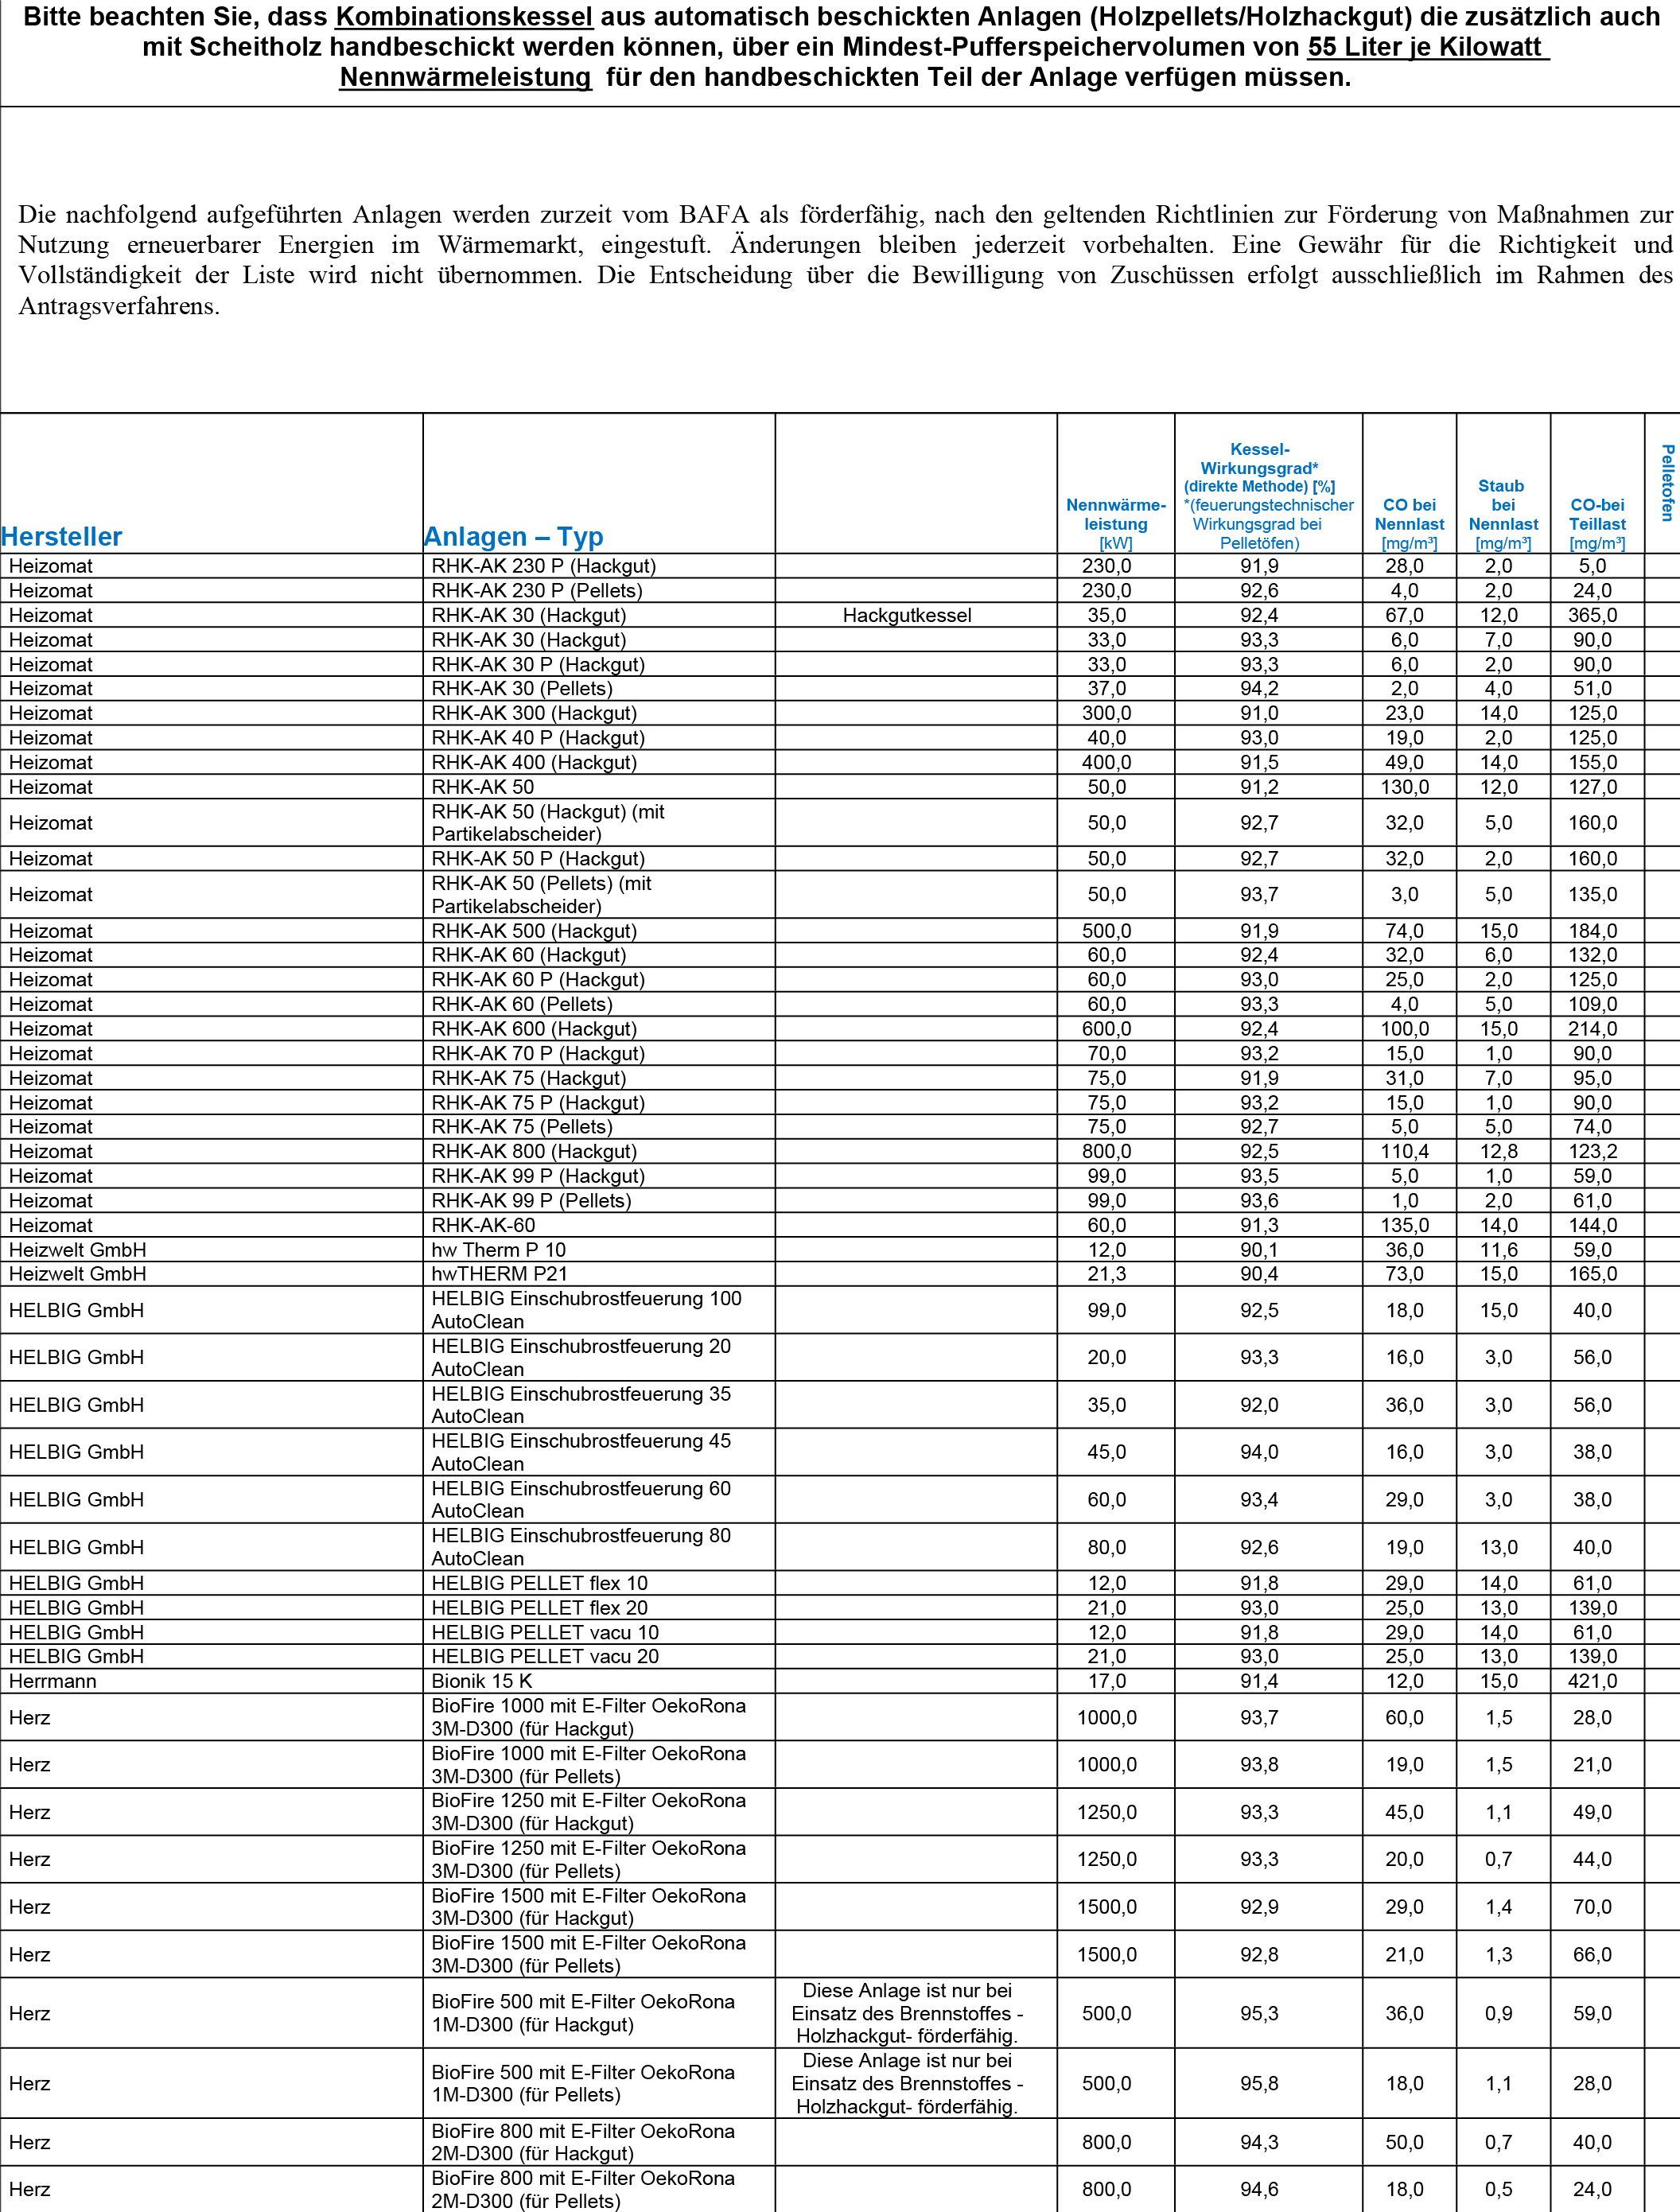 Bitte beachten Sie, dass Kombinationskessel aus automatisch beschickten Anlagen (Holzpellets/Holzhackgut) die zusätzlich auch
mit Scheitholz handbeschickt werden können, über ein Mindest-Pufferspeichervolumen von 55 Liter je Kilowatt
Nennwärmeleistung für den handbeschickten Teil der Anlage verfügen müssen.
Die nachfolgend aufgeführten Anlagen werden zurzeit vom BAFA als förderfähig, nach den geltenden Richtlinien zur Förderung von Maßnahmen zur
Nutzung erneuerbarer Energien im Wärmemarkt, eingestuft. Änderungen bleiben jederzeit vorbehalten. Eine Gewähr für die Richtigkeit und
Vollständigkeit der Liste wird nicht übernommen. Die Entscheidung über die Bewilligung von Zuschüssen erfolgt ausschließlich im Rahmen des
Antragsverfahrens.
Hersteller
Anlagen – Typ
Nennwärme-
leistung
[kW]
Kessel-
Wirkungsgrad*
(direkte Methode) [%]
*(feuerungstechnischer
Wirkungsgrad bei
Pelletöfen)
CO bei
Nennlast
[mg/m³]
Staub
bei
Nennlast
[mg/m³]
CO-bei
Teillast
[mg/m³]
Pelletofen
Heizomat RHK-AK 230 P (Hackgut) 230,0 91,9 28,0 2,0 5,0
Heizomat RHK-AK 230 P (Pellets) 230,0 92,6 4,0 2,0 24,0
Heizomat RHK-AK 30 (Hackgut) Hackgutkessel 35,0 92,4 67,0 12,0 365,0
Heizomat RHK-AK 30 (Hackgut) 33,0 93,3 6,0 7,0 90,0
Heizomat RHK-AK 30 P (Hackgut) 33,0 93,3 6,0 2,0 90,0
Heizomat RHK-AK 30 (Pellets) 37,0 94,2 2,0 4,0 51,0
Heizomat RHK-AK 300 (Hackgut) 300,0 91,0 23,0 14,0 125,0
Heizomat RHK-AK 40 P (Hackgut) 40,0 93,0 19,0 2,0 125,0
Heizomat RHK-AK 400 (Hackgut) 400,0 91,5 49,0 14,0 155,0
Heizomat RHK-AK 50 50,0 91,2 130,0 12,0 127,0
RHK-AK 50 (Hackgut) (mit
Heizomat Partikelabscheider) 50,0 92,7 32,0 5,0 160,0
Heizomat RHK-AK 50 P (Hackgut) 50,0 92,7 32,0 2,0 160,0
RHK-AK 50 (Pellets) (mit
Heizomat Partikelabscheider) 50,0 93,7 3,0 5,0 135,0
Heizomat RHK-AK 500 (Hackgut) 500,0 91,9 74,0 15,0 184,0
Heizomat RHK-AK 60 (Hackgut) 60,0 92,4 32,0 6,0 132,0
Heizomat RHK-AK 60 P (Hackgut) 60,0 93,0 25,0 2,0 125,0
Heizomat RHK-AK 60 (Pellets) 60,0 93,3 4,0 5,0 109,0
Heizomat RHK-AK 600 (Hackgut) 600,0 92,4 100,0 15,0 214,0
Heizomat RHK-AK 70 P (Hackgut) 70,0 93,2 15,0 1,0 90,0
Heizomat RHK-AK 75 (Hackgut) 75,0 91,9 31,0 7,0 95,0
Heizomat RHK-AK 75 P (Hackgut) 75,0 93,2 15,0 1,0 90,0
Heizomat RHK-AK 75 (Pellets) 75,0 92,7 5,0 5,0 74,0
Heizomat RHK-AK 800 (Hackgut) 800,0 92,5 110,4 12,8 123,2
Heizomat RHK-AK 99 P (Hackgut) 99,0 93,5 5,0 1,0 59,0
Heizomat RHK-AK 99 P (Pellets) 99,0 93,6 1,0 2,0 61,0
Heizomat RHK-AK-60 60,0 91,3 135,0 14,0 144,0
Heizwelt GmbH hw Therm P 10 12,0 90,1 36,0 11,6 59,0
Heizwelt GmbH hwTHERM P21 21,3 90,4 73,0 15,0 165,0
HELBIG Einschubrostfeuerung 100
HELBIG GmbH AutoClean 99,0 92,5 18,0 15,0 40,0
HELBIG Einschubrostfeuerung 20
HELBIG GmbH AutoClean 20,0 93,3 16,0 3,0 56,0
HELBIG Einschubrostfeuerung 35
HELBIG GmbH AutoClean 35,0 92,0 36,0 3,0 56,0
HELBIG Einschubrostfeuerung 45
HELBIG GmbH AutoClean 45,0 94,0 16,0 3,0 38,0
HELBIG Einschubrostfeuerung 60
HELBIG GmbH AutoClean 60,0 93,4 29,0 3,0 38,0
HELBIG Einschubrostfeuerung 80
HELBIG GmbH AutoClean 80,0 92,6 19,0 13,0 40,0
HELBIG GmbH HELBIG PELLET flex 10 12,0 91,8 29,0 14,0 61,0
HELBIG GmbH HELBIG PELLET flex 20 21,0 93,0 25,0 13,0 139,0
HELBIG GmbH HELBIG PELLET vacu 10 12,0 91,8 29,0 14,0 61,0
HELBIG GmbH HELBIG PELLET vacu 20 21,0 93,0 25,0 13,0 139,0
Herrmann Bionik 15 K 17,0 91,4 12,0 15,0 421,0
BioFire 1000 mit E-Filter OekoRona
Herz 3M-D300 (für Hackgut) 1000,0 93,7 60,0 1,5 28,0
BioFire 1000 mit E-Filter OekoRona
Herz 3M-D300 (für Pellets) 1000,0 93,8 19,0 1,5 21,0
BioFire 1250 mit E-Filter OekoRona
Herz 3M-D300 (für Hackgut) 1250,0 93,3 45,0 1,1 49,0
BioFire 1250 mit E-Filter OekoRona
Herz 3M-D300 (für Pellets) 1250,0 93,3 20,0 0,7 44,0
BioFire 1500 mit E-Filter OekoRona
Herz 3M-D300 (für Hackgut) 1500,0 92,9 29,0 1,4 70,0
BioFire 1500 mit E-Filter OekoRona
Herz 3M-D300 (für Pellets) 1500,0 92,8 21,0 1,3 66,0
Diese Anlage ist nur bei
BioFire 500 mit E-Filter OekoRona Einsatz des Brennstoffes -
Herz 1M-D300 (für Hackgut) Holzhackgut- förderfähig. 500,0 95,3 36,0 0,9 59,0
Diese Anlage ist nur bei
BioFire 500 mit E-Filter OekoRona Einsatz des Brennstoffes -
Herz 1M-D300 (für Pellets) Holzhackgut- förderfähig. 500,0 95,8 18,0 1,1 28,0
BioFire 800 mit E-Filter OekoRona
Herz 2M-D300 (für Hackgut) 800,0 94,3 50,0 0,7 40,0
BioFire 800 mit E-Filter OekoRona
Herz 2M-D300 (für Pellets) 800,0 94,6 18,0 0,5 24,0